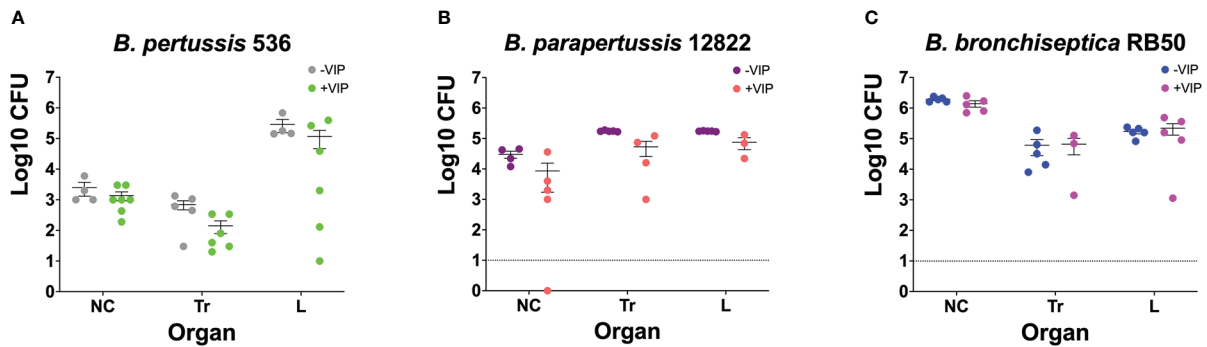 A
B. pertussis 536
-VIP
+VIP
Log10 CFU
7
6
5
4
3
2
1
0
NC Tr L
Organ
B
B. parapertussis 12822
-VIP
+VIP
Log10 CFU
7
6
5
4
3
2
1
0
NC Tr L
Organ
C
B. bronchiseptica RB50
-VIP
+VIP
Log10 CFU
7
6
5
4
3
2
1
0
NC Tr L
Organ